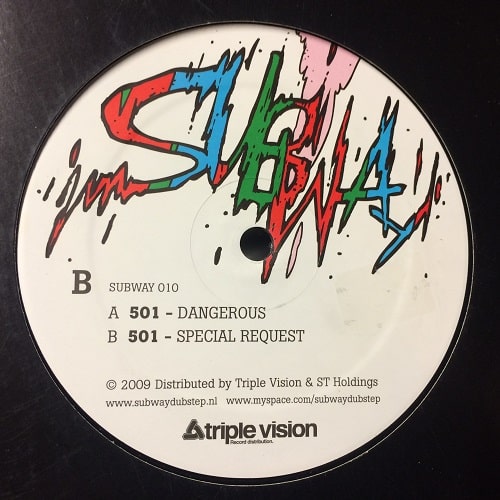 SUBWAY
B
SUBWAY 010
A 501 - DANGEROUS
B 501 - SPECIAL REQUEST
© 2009 Distributed by Triple Vision & ST Holdings
www.subwaydubstep.nl www.myspace.com/subwaydubstep
triple vision
Record distribution.